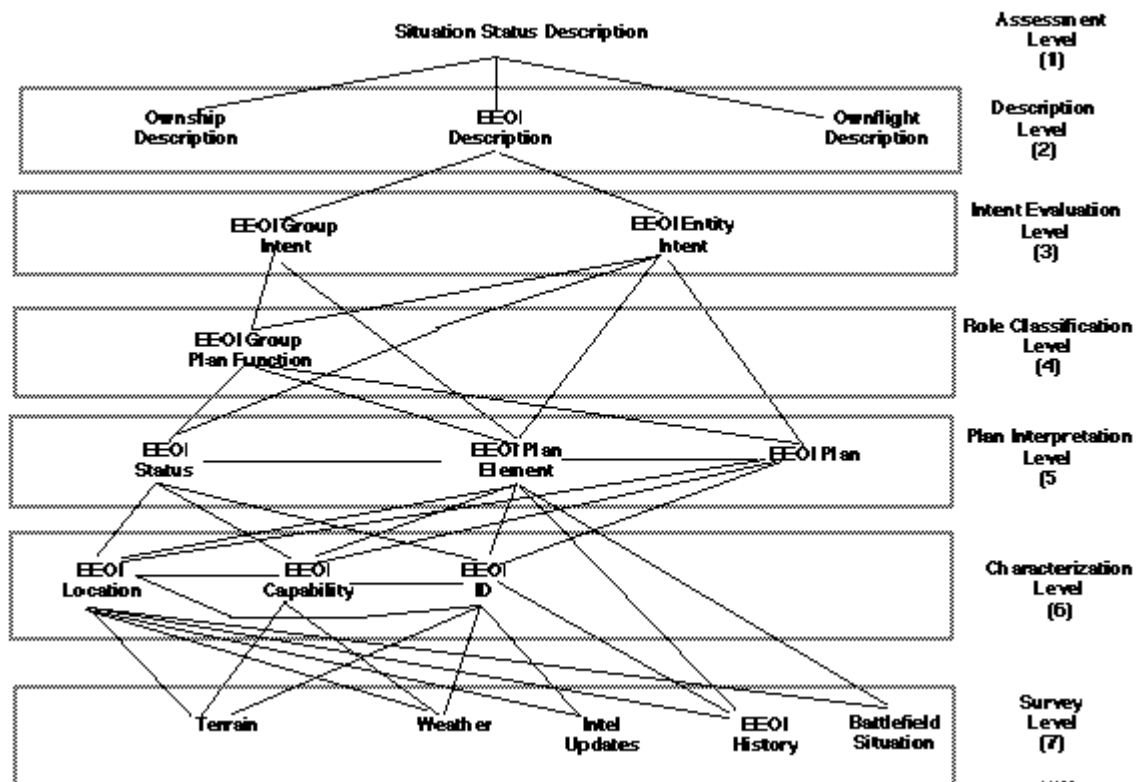 Situation Status Description
Assessment
Level
(1)
Ownship
Description
EEOI
Description
Ownflight
Description
Description
Level
(2)
EEOI Group
Intent
EEOI Entity
Intent
Intent Evaluation
Level
(3)
EEOI Group
Plan Function
Role Classification
Level
(4)
EEOI
Status
EEOI Plan
Element
EEOI Plan
Plan Interpretation
Level
(5
EEOI
Location
EEOI
Capability
EEOI
ID
Characterization
Level
(6)
Terrain
Weather
Intel
Updates
EEOI
History
Battlefield
Situation
Survey
Level
(7)